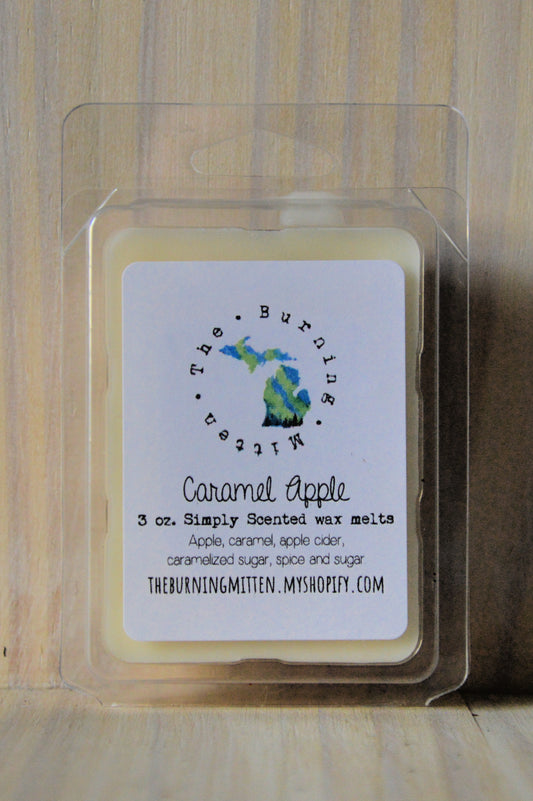 • The • Burning • Mitten
Caramel Apple
3 oz. Simply Scented wax melts
Apple, caramel, apple cider,
caramelized sugar, spice and sugar
THEBURNINGMITTEN.MYSHOPIFY.COM